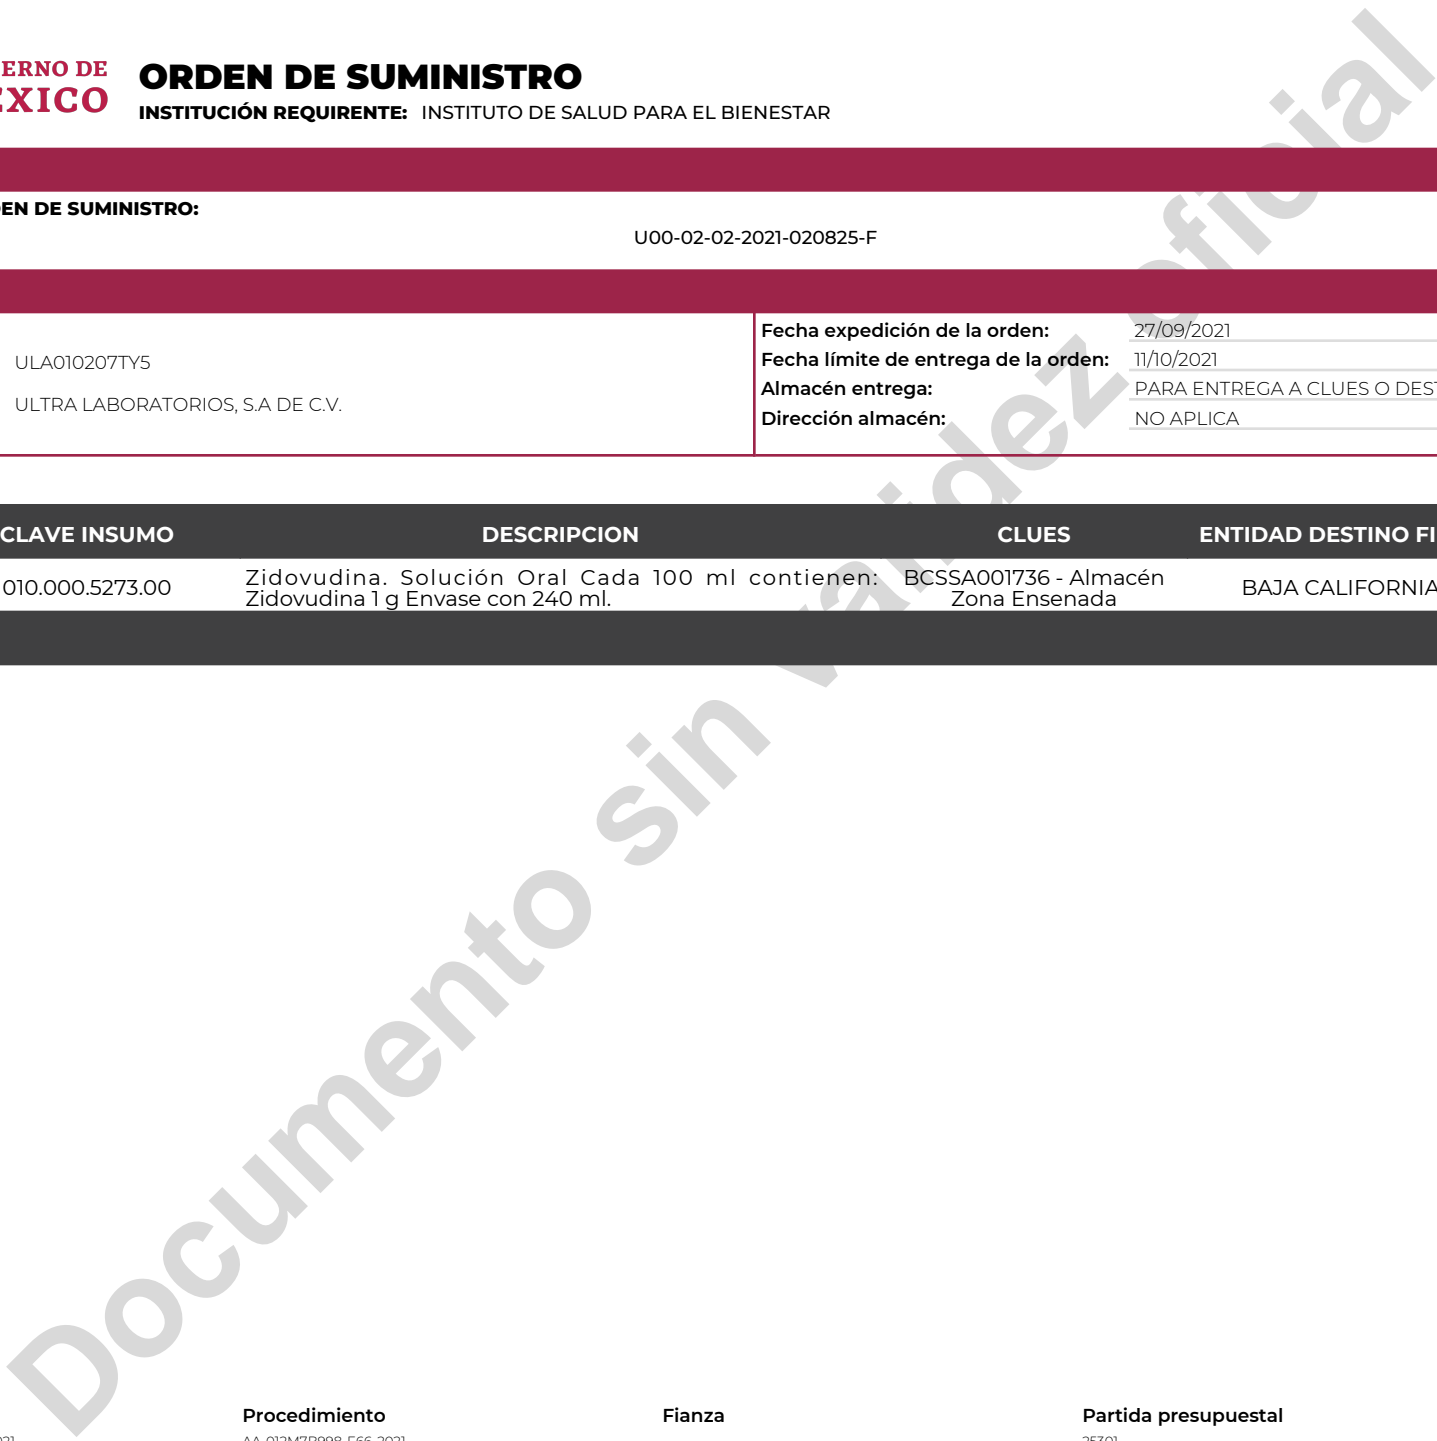 ERNO DE
ORDEN DE SUMINISTRO
INSTITUCIÓN REQUIRENTE: INSTITUTO DE SALUD PARA EL BIENESTAR
EN DE SUMINISTRO:
U00-02-02-2021-020825-F
ULA010207TY5
ULTRA LABORATORIOS, S.A DE C.V.
Fecha expedición de la orden: 27/09/2021
Fecha límite de entrega de la orden: 11/10/2021
Almacén entrega: PARA ENTREGA A CLUES O DEST
Dirección almacén: NO APLICA
CLAVE INSUMO DESCRIPCION CLUES ENTIDAD DESTINO FI
010.000.5273.00
Zidovudina. Solución Oral Cada 100 ml contienen:
Zidovudina 1 g Envase con 240 ml.
BCSSA001736 - Almacén
Zona Ensenada
BAJA CALIFORNIA
Documento sin validez oficial
Procedimiento Fianza Partida presupuestal